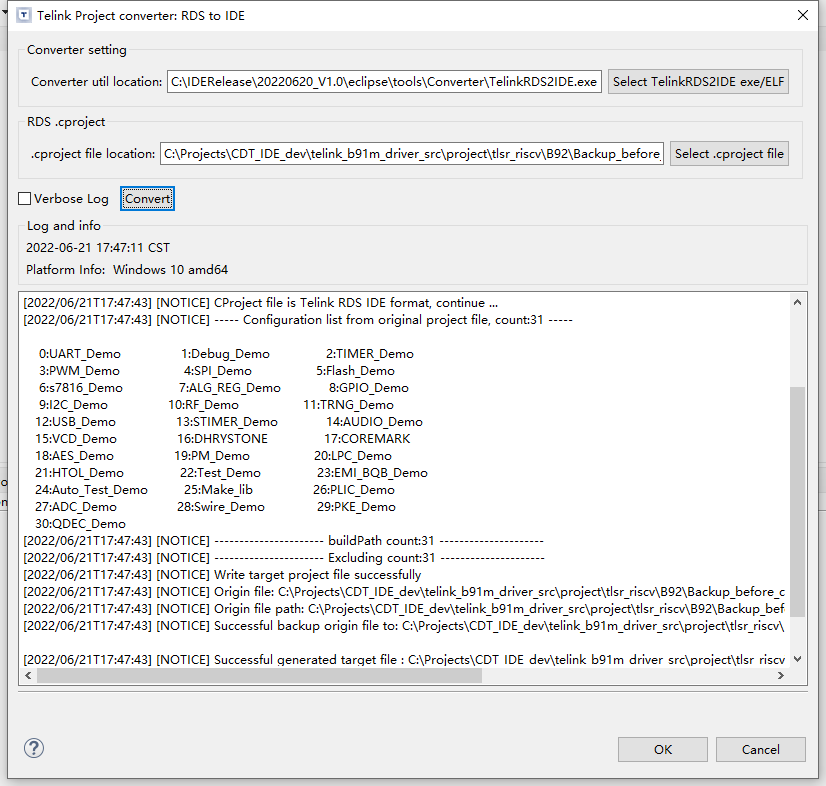 Telink Project converter: RDS to IDE
Converter setting
Converter util location: C:\IDERelease\20220620_V1.0\eclipse\tools\Converter\TelinkRDS2IDE.exe Select TelinkRDS2IDE exe/ELF
RDS .cproject
.cproject file location: C:\Projects\CDT_IDE_dev\telink_b91m_driver_src\project\tlsr_riscv\B92\Backup_before_ Select .cproject file
Verbose Log Convert
Log and info
2022-06-21 17:47:11 CST
Platform Info: Windows 10 amd64
[2022/06/21T17:47:43] [NOTICE] CProject file is Telink RDS IDE format, continue ...
[2022/06/21T17:47:43] [NOTICE] ----- Configuration list from original project file, count:31 -----
0:UART_Demo 1:Debug_Demo 2:TIMER_Demo
3:PWM_Demo 4:SPI_Demo 5:Flash_Demo
6:s7816_Demo 7:ALG_REG_Demo 8:GPIO_Demo
9:I2C_Demo 10:RF_Demo 11:TRNG_Demo
12:USB_Demo 13:STIMER_Demo 14:AUDIO_Demo
15:VCD_Demo 16:DHRYSTONE 17:COREMARK
18:AES_Demo 19:PM_Demo 20:LPC_Demo
21:HTOL_Demo 22:Test_Demo 23:EMI_BQB_Demo
24:Auto_Test_Demo 25:Make_lib 26:PLIC_Demo
27:ADC_Demo 28:Swire_Demo 29:PKE_Demo
30:QDEC_Demo
[2022/06/21T17:47:43] [NOTICE] ---------------------- buildPath count:31 ---------------------
[2022/06/21T17:47:43] [NOTICE] ---------------------- Excluding count:31 ---------------------
[2022/06/21T17:47:43] [NOTICE] Write target project file successfully
[2022/06/21T17:47:43] [NOTICE] Origin file: C:\Projects\CDT_IDE_dev\telink_b91m_driver_src\project\tlsr_riscv\B92\Backup_before_c
[2022/06/21T17:47:43] [NOTICE] Origin file path: C:\Projects\CDT_IDE_dev\telink_b91m_driver_src\project\tlsr_riscv\B92\Backup_bef
[2022/06/21T17:47:43] [NOTICE] Successful backup origin file to: C:\Projects\CDT_IDE_dev\telink_b91m_driver_src\project\tlsr_riscv\
[2022/06/21T17:47:43] [NOTICE] Successful generated target file : C:\Projects\CDT_IDE_dev\telink_b91m_driver_src\project\tlsr_riscv
OK Cancel